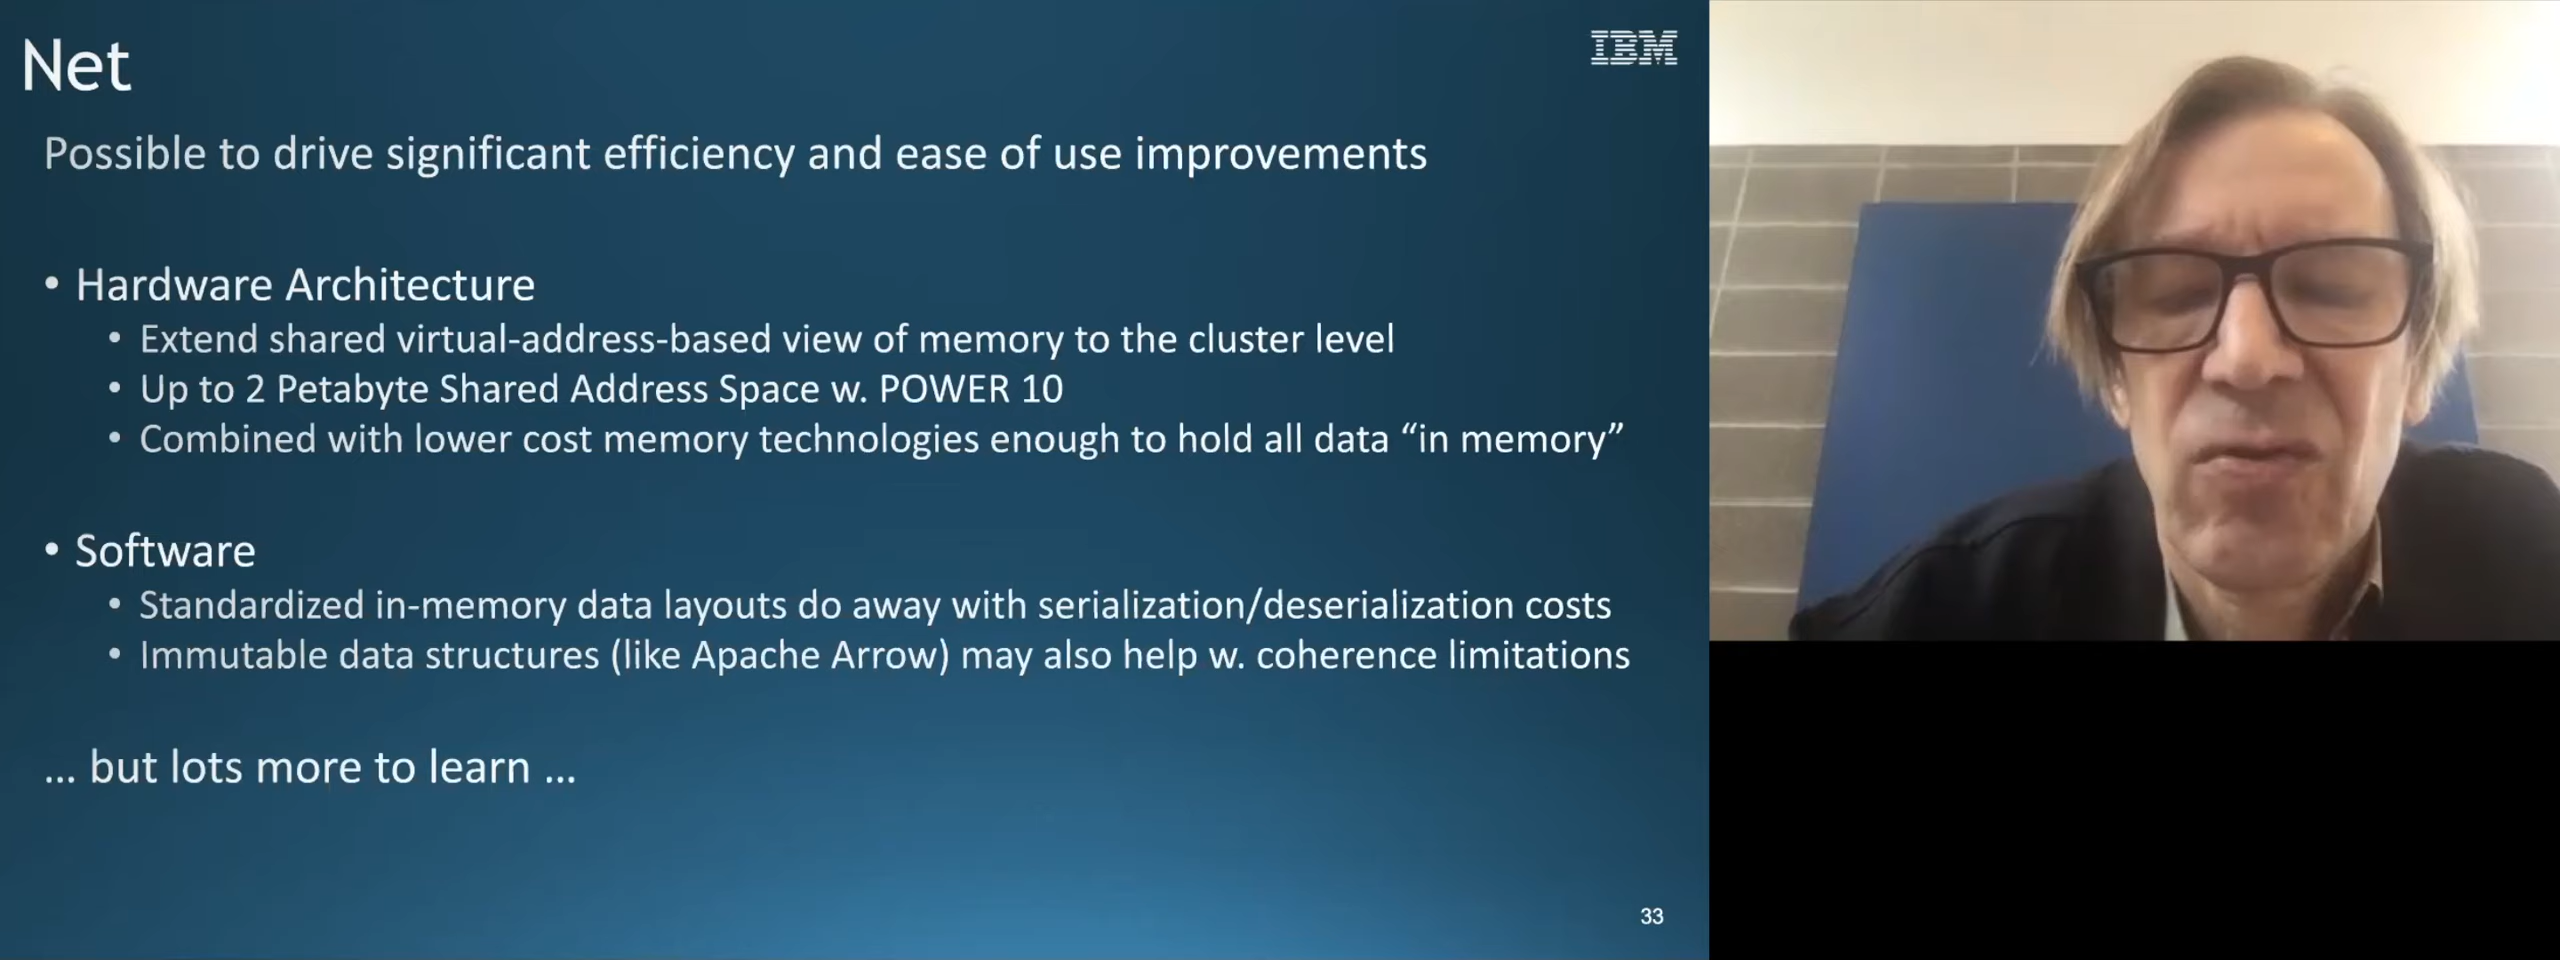 Net
IBM
Possible to drive significant efficiency and ease of use improvements
• Hardware Architecture
• Extend shared virtual-address-based view of memory to the cluster level
• Up to 2 Petabyte Shared Address Space w. POWER 10
• Combined with lower cost memory technologies enough to hold all data “in memory”
• Software
• Standardized in-memory data layouts do away with serialization/deserialization costs
• Immutable data structures (like Apache Arrow) may also help w. coherence limitations
... but lots more to learn ...
33